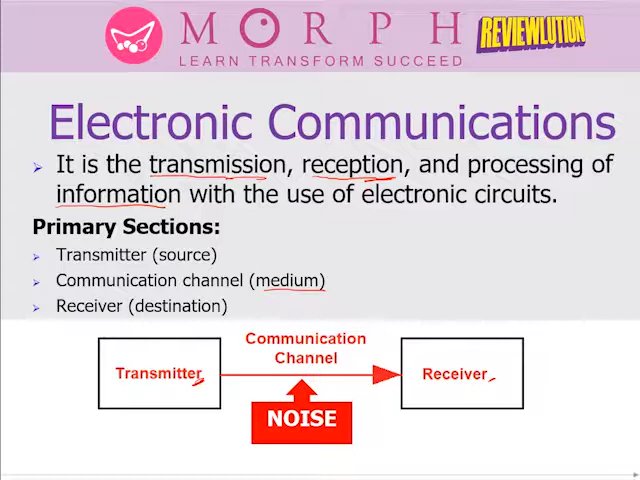 MORPH
LEARN TRANSFORM SUCCEED
REVIEWLUTION
Electronic Communications
It is the transmission, reception, and processing of
information with the use of electronic circuits.
Primary Sections:
Transmitter (source)
Communication channel (medium)
Receiver (destination)
Communication
Channel
Transmitter
Receiver
NOISE